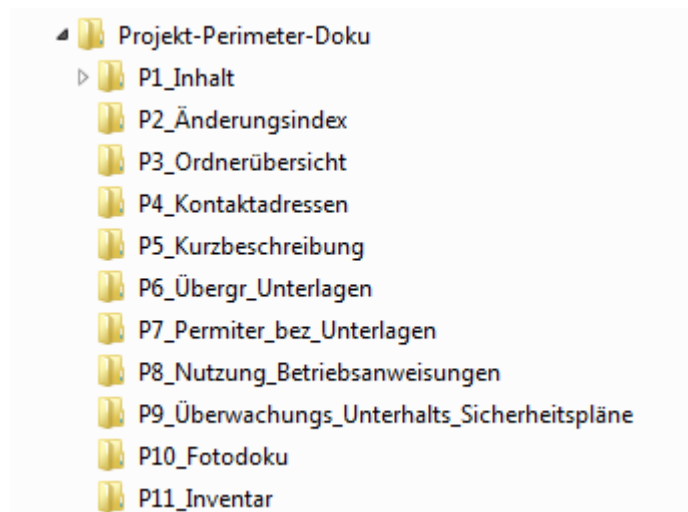 Projekt-Perimeter-Doku
P1_Inhalt
P2_Änderungsindex
P3_Ordnerübersicht
P4_Kontaktadressen
P5_Kurzbeschreibung
P6_Übergr_Unterlagen
P7_Permiter_bez_Unterlagen
P8_Nutzung_Betriebsanweisungen
P9_Überwachungs_Unterhalts_Sicherheitspläne
P10_Fotodoku
P11_Inventar